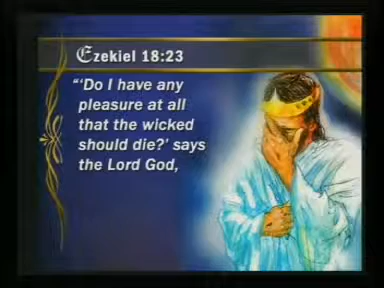 Ezekiel 18:23
“‘Do I have any
pleasure at all
that the wicked
should die?’ says
the Lord God,